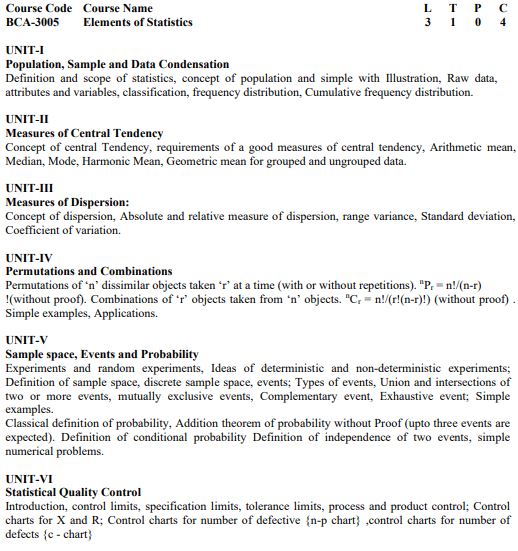 Course Code Course Name L T P C
BCA-3005 Elements of Statistics 3 1 0 4
UNIT-I
Population, Sample and Data Condensation
Definition and scope of statistics, concept of population and simple with Illustration, Raw data,
attributes and variables, classification, frequency distribution, Cumulative frequency distribution.
UNIT-II
Measures of Central Tendency
Concept of central Tendency, requirements of a good measures of central tendency, Arithmetic mean,
Median, Mode, Harmonic Mean, Geometric mean for grouped and ungrouped data.
UNIT-III
Measures of Dispersion:
Concept of dispersion, Absolute and relative measure of dispersion, range variance, Standard deviation,
Coefficient of variation.
UNIT-IV
Permutations and Combinations
Permutations of ‘n’ dissimilar objects taken ‘r’ at a time (with or without repetitions). ⁿPᵣ = n!/(n-r)
!(without proof). Combinations of ‘r’ objects taken from ‘n’ objects. ⁿCᵣ = n!/(r!(n-r)!) (without proof) .
Simple examples, Applications.
UNIT-V
Sample space, Events and Probability
Experiments and random experiments, Ideas of deterministic and non-deterministic experiments;
Definition of sample space, discrete sample space, events; Types of events, Union and intersections of
two or more events, mutually exclusive events, Complementary event, Exhaustive event; Simple
examples.
Classical definition of probability, Addition theorem of probability without Proof (upto three events are
expected). Definition of conditional probability Definition of independence of two events, simple
numerical problems.
UNIT-VI
Statistical Quality Control
Introduction, control limits, specification limits, tolerance limits, process and product control; Control
charts for X and R; Control charts for number of defective {n-p chart} ,control charts for number of
defects {c - chart}